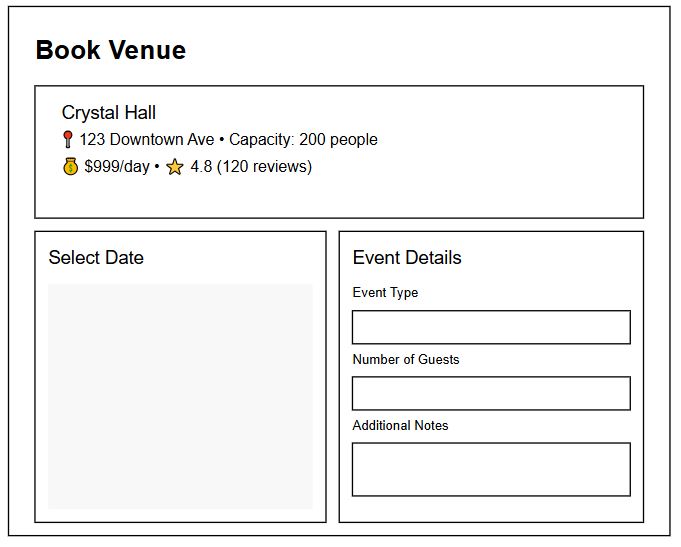 Book Venue
Crystal Hall
📍 123 Downtown Ave • Capacity: 200 people
💰 $999/day • ⭐ 4.8 (120 reviews)
Select Date
Event Details
Event Type
Number of Guests
Additional Notes